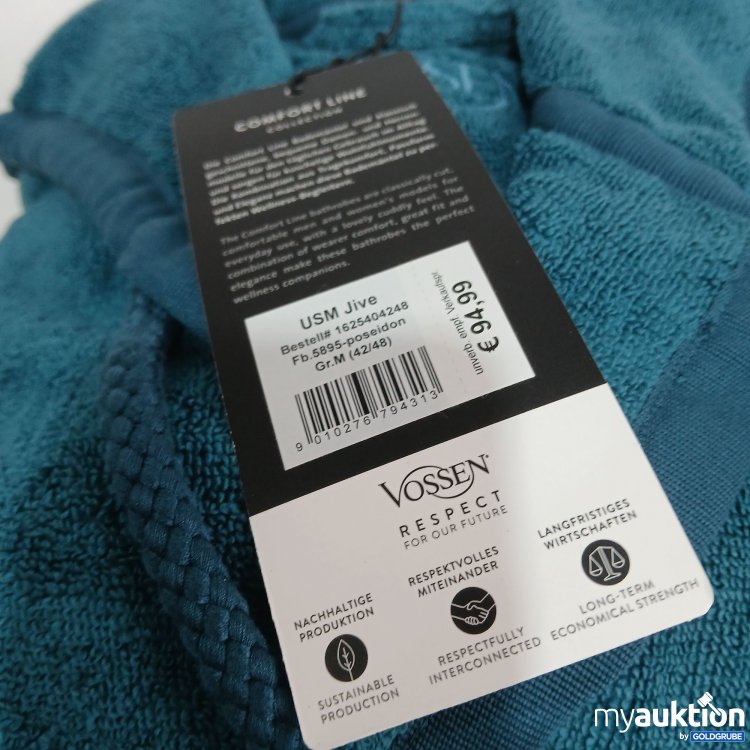 COMFORT LINE
COLLECTION
The Comfort Line bathrobes are classically cut,
comfortable men and women's models for
everyday use, with a lovely cuddly feel. The
combination of wearer comfort, great fit and
elegance make these bathrobes the perfect
wellness companions.
USM Jive
Bestell# 1625404248
Fb.5895-poseidon
Gr.M (42/48)
9 010276 794313
unverb. empf. Verkaufspr.
€ 94,99
VOSSEN
RESPECT
FOR OUR FUTURE
NACHHALTIGE
PRODUKTION
SUSTAINABLE
PRODUCTION
RESPEKTVOLLES
MITEINANDER
RESPECTFULLY
INTERCONNECTED
LANGFRISTIGES
WIRTSCHAFTEN
LONG-TERM
ECONOMICAL STRENGTH
myauktion
by GOLDGRUBE